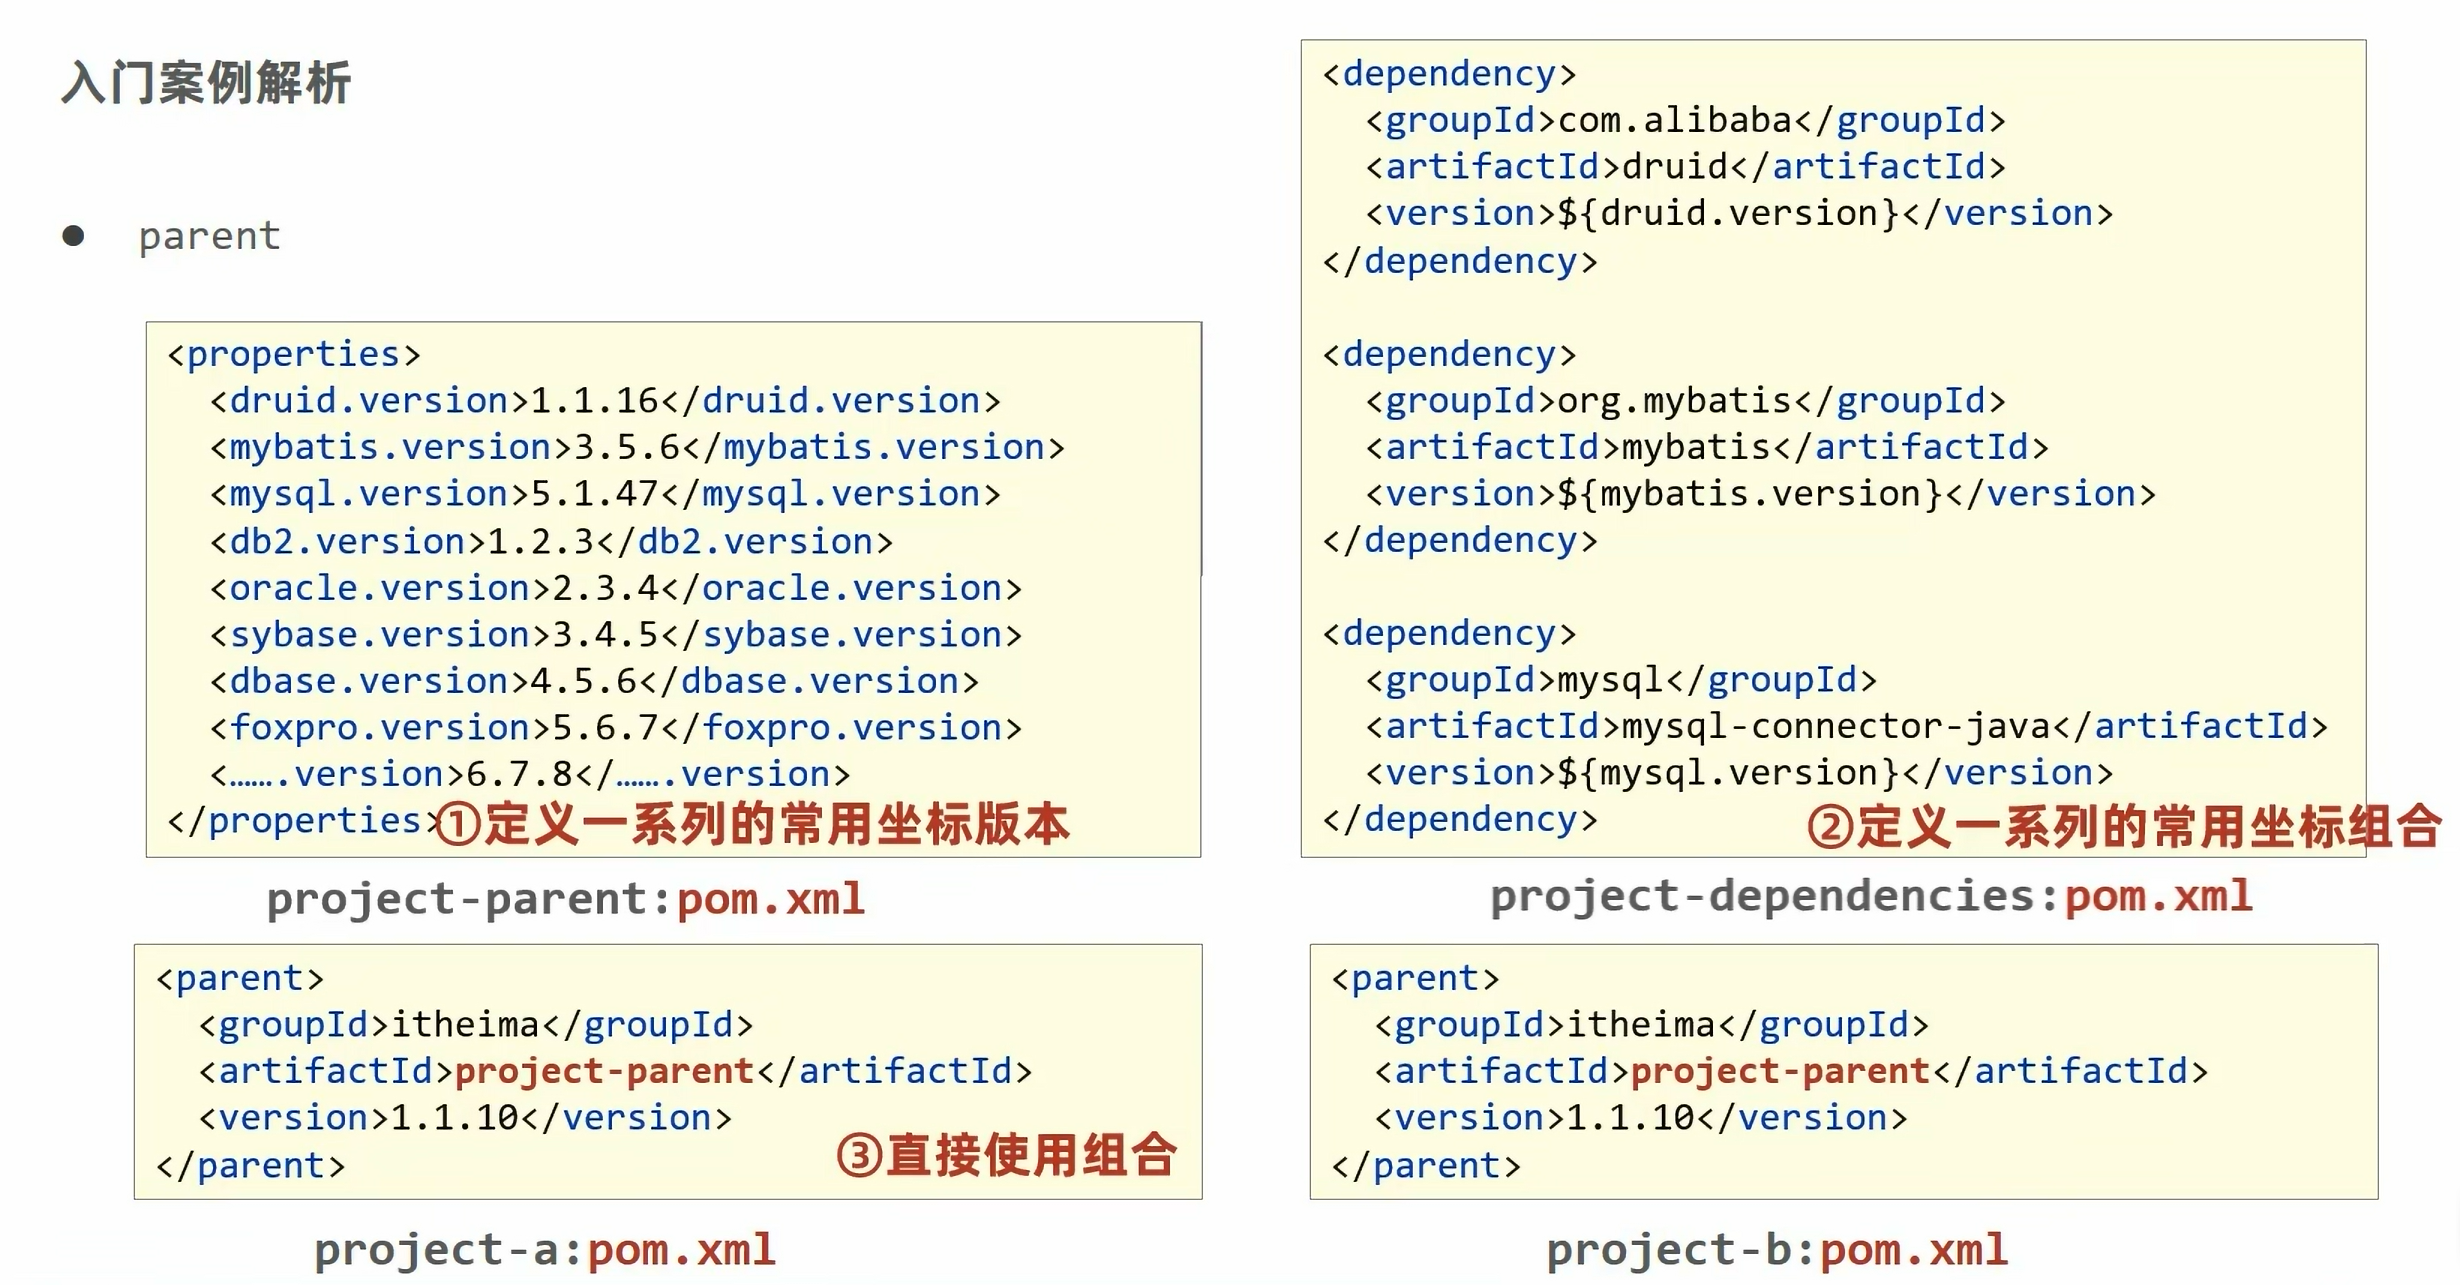 入门案例解析
● parent
<properties>
  <druid.version>1.1.16</druid.version>
  <mybatis.version>3.5.6</mybatis.version>
  <mysql.version>5.1.47</mysql.version>
  <db2.version>1.2.3</db2.version>
  <oracle.version>2.3.4</oracle.version>
  <sybase.version>3.4.5</sybase.version>
  <dbase.version>4.5.6</dbase.version>
  <foxpro.version>5.6.7</foxpro.version>
  <…….version>6.7.8</…….version>
</properties>①定义一系列的常用坐标版本
project-parent:pom.xml
<dependency>
  <groupId>com.alibaba</groupId>
  <artifactId>druid</artifactId>
  <version>${druid.version}</version>
</dependency>
<dependency>
  <groupId>org.mybatis</groupId>
  <artifactId>mybatis</artifactId>
  <version>${mybatis.version}</version>
</dependency>
<dependency>
  <groupId>mysql</groupId>
  <artifactId>mysql-connector-java</artifactId>
  <version>${mysql.version}</version>
</dependency> ②定义一系列的常用坐标组合
project-dependencies:pom.xml
<parent>
  <groupId>itheima</groupId>
  <artifactId>project-parent</artifactId>
  <version>1.1.10</version>
</parent> ③直接使用组合
project-a:pom.xml
<parent>
  <groupId>itheima</groupId>
  <artifactId>project-parent</artifactId>
  <version>1.1.10</version>
</parent>
project-b:pom.xml